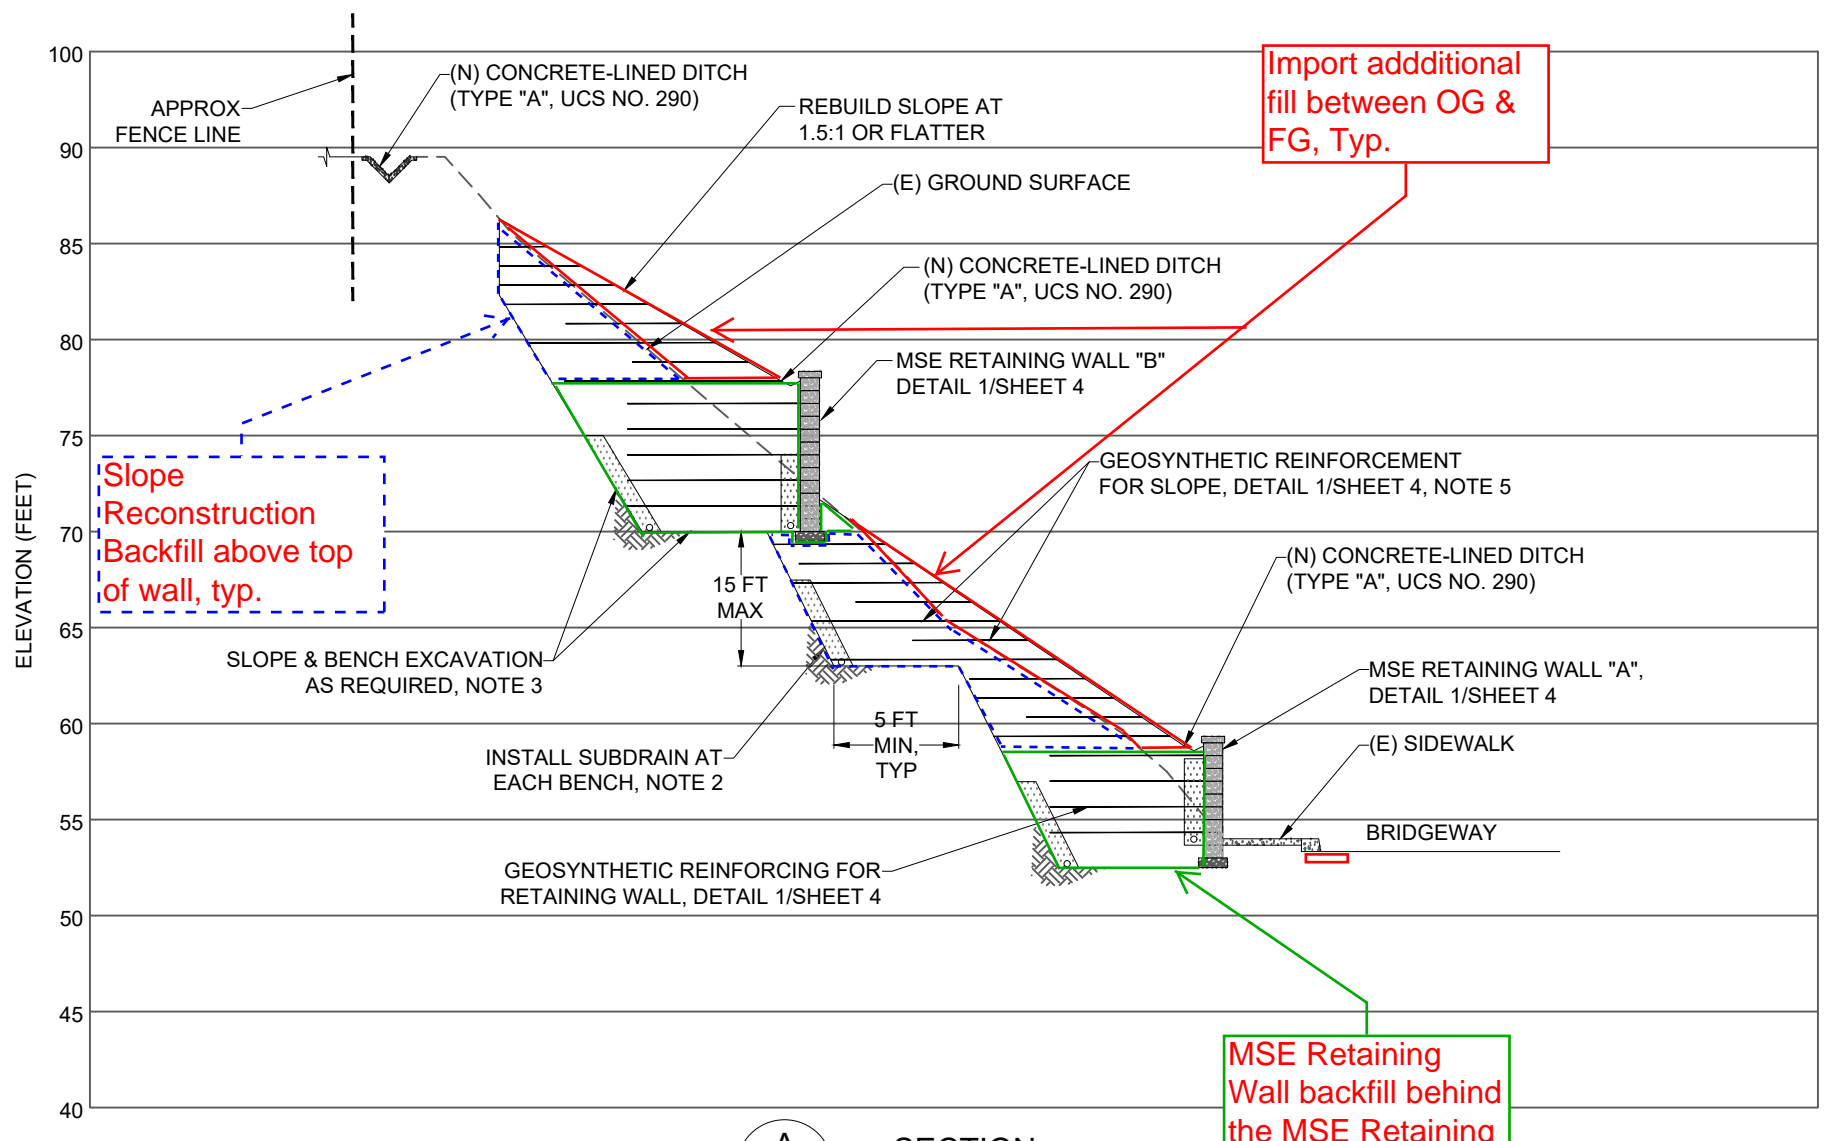 100
90
85
80
75
70
65
60
55
50
45
40
ELEVATION (FEET)
APPROX
FENCE LINE
(N) CONCRETE-LINED DITCH
(TYPE "A", UCS NO. 290)
REBUILD SLOPE AT
1.5:1 OR FLATTER
Import addditional
fill between OG &
FG, Typ.
(E) GROUND SURFACE
(N) CONCRETE-LINED DITCH
(TYPE "A", UCS NO. 290)
MSE RETAINING WALL "B"
DETAIL 1/SHEET 4
Slope
Reconstruction
Backfill above top
of wall, typ.
GEOSYNTHETIC REINFORCEMENT
FOR SLOPE, DETAIL 1/SHEET 4, NOTE 5
15 FT
MAX
(N) CONCRETE-LINED DITCH
(TYPE "A", UCS NO. 290)
SLOPE & BENCH EXCAVATION
AS REQUIRED, NOTE 3
MSE RETAINING WALL "A",
DETAIL 1/SHEET 4
5 FT
MIN,
TYP
(E) SIDEWALK
INSTALL SUBDRAIN AT
EACH BENCH, NOTE 2
BRIDGEWAY
GEOSYNTHETIC REINFORCING FOR
RETAINING WALL, DETAIL 1/SHEET 4
MSE Retaining
Wall backfill behind
the MSE Retaining
A
SECTION